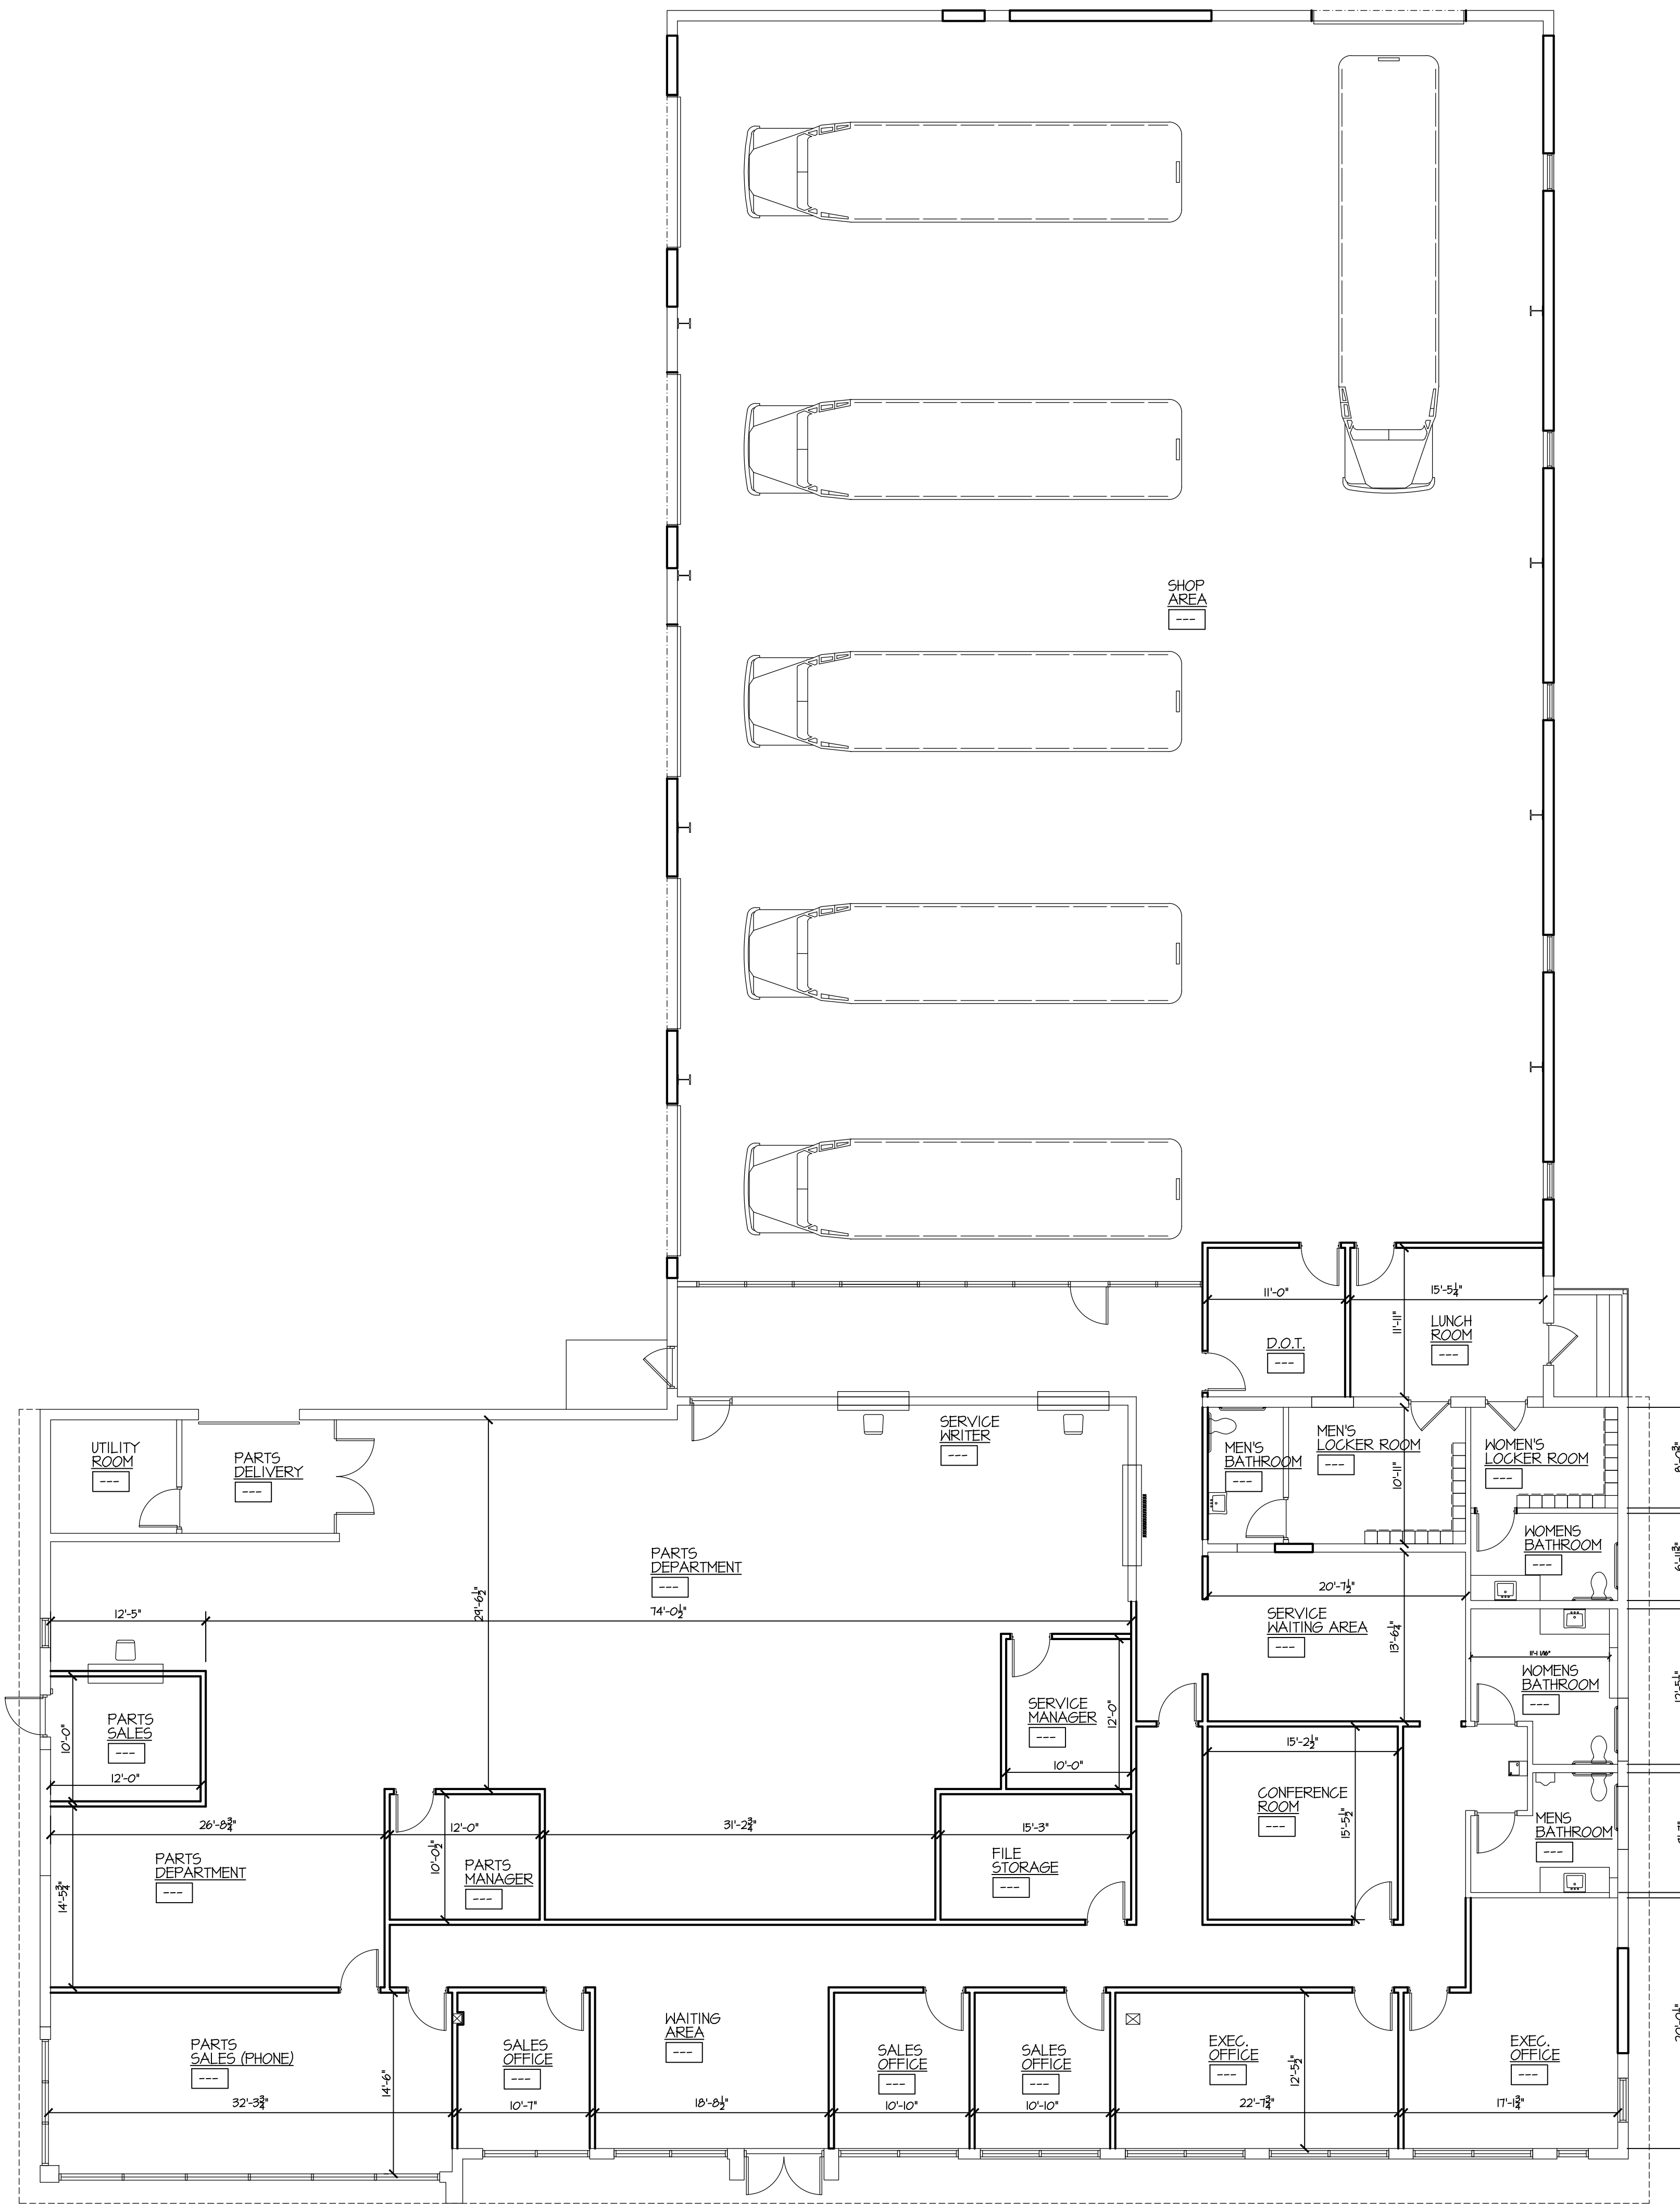 SHOP
AREA
---
11'-0"
15'-5¼"
11'-11"
LUNCH
ROOM
---
D.O.T.
---
SERVICE
WRITER
---
MEN'S
LOCKER ROOM
---
MEN'S
BATHROOM
---
WOMEN'S
LOCKER ROOM
---
10'-11"
UTILITY
ROOM
---
PARTS
DELIVERY
---
WOMENS
BATHROOM
---
PARTS
DEPARTMENT
---
29'-6½"
12'-5"
74'-0½"
20'-7½"
SERVICE
WAITING AREA
---
13'-6¼"
11'-1 1/16"
WOMENS
BATHROOM
---
PARTS
SALES
---
10'-0"
12'-0"
SERVICE
MANAGER
---
12'-0"
10'-0"
15'-2½"
CONFERENCE
ROOM
---
15'-5½"
MENS
BATHROOM
---
26'-8¾"
12'-0"
31'-2¾"
15'-3"
10'-0½"
PARTS
DEPARTMENT
---
14'-5¾"
PARTS
MANAGER
---
FILE
STORAGE
---
PARTS
SALES (PHONE)
---
14'-6"
SALES
OFFICE
---
WAITING
AREA
---
SALES
OFFICE
---
SALES
OFFICE
---
EXEC.
OFFICE
---
12'-5½"
EXEC.
OFFICE
---
32'-3¾"
10'-7"
18'-8½"
10'-10"
10'-10"
22'-7¾"
17'-1¾"